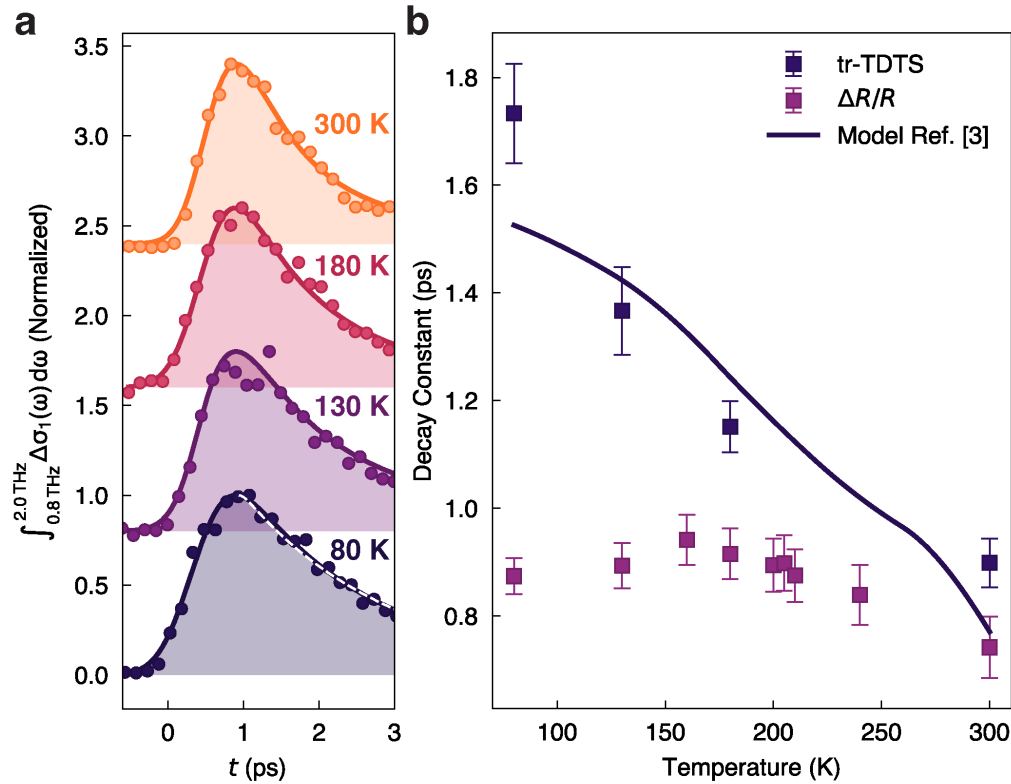 a
∫0.8 THz 2.0 THz Δσ1(ω) dω (Normalized)
3.5
3.0
2.5
2.0
1.5
1.0
0.5
0.0
300 K
180 K
130 K
80 K
0
1
2
3
t (ps)
b
Decay Constant (ps)
1.8
1.6
1.4
1.2
1.0
0.8
tr-TDTS
ΔR/R
Model Ref. [3]
100
150
200
250
300
Temperature (K)